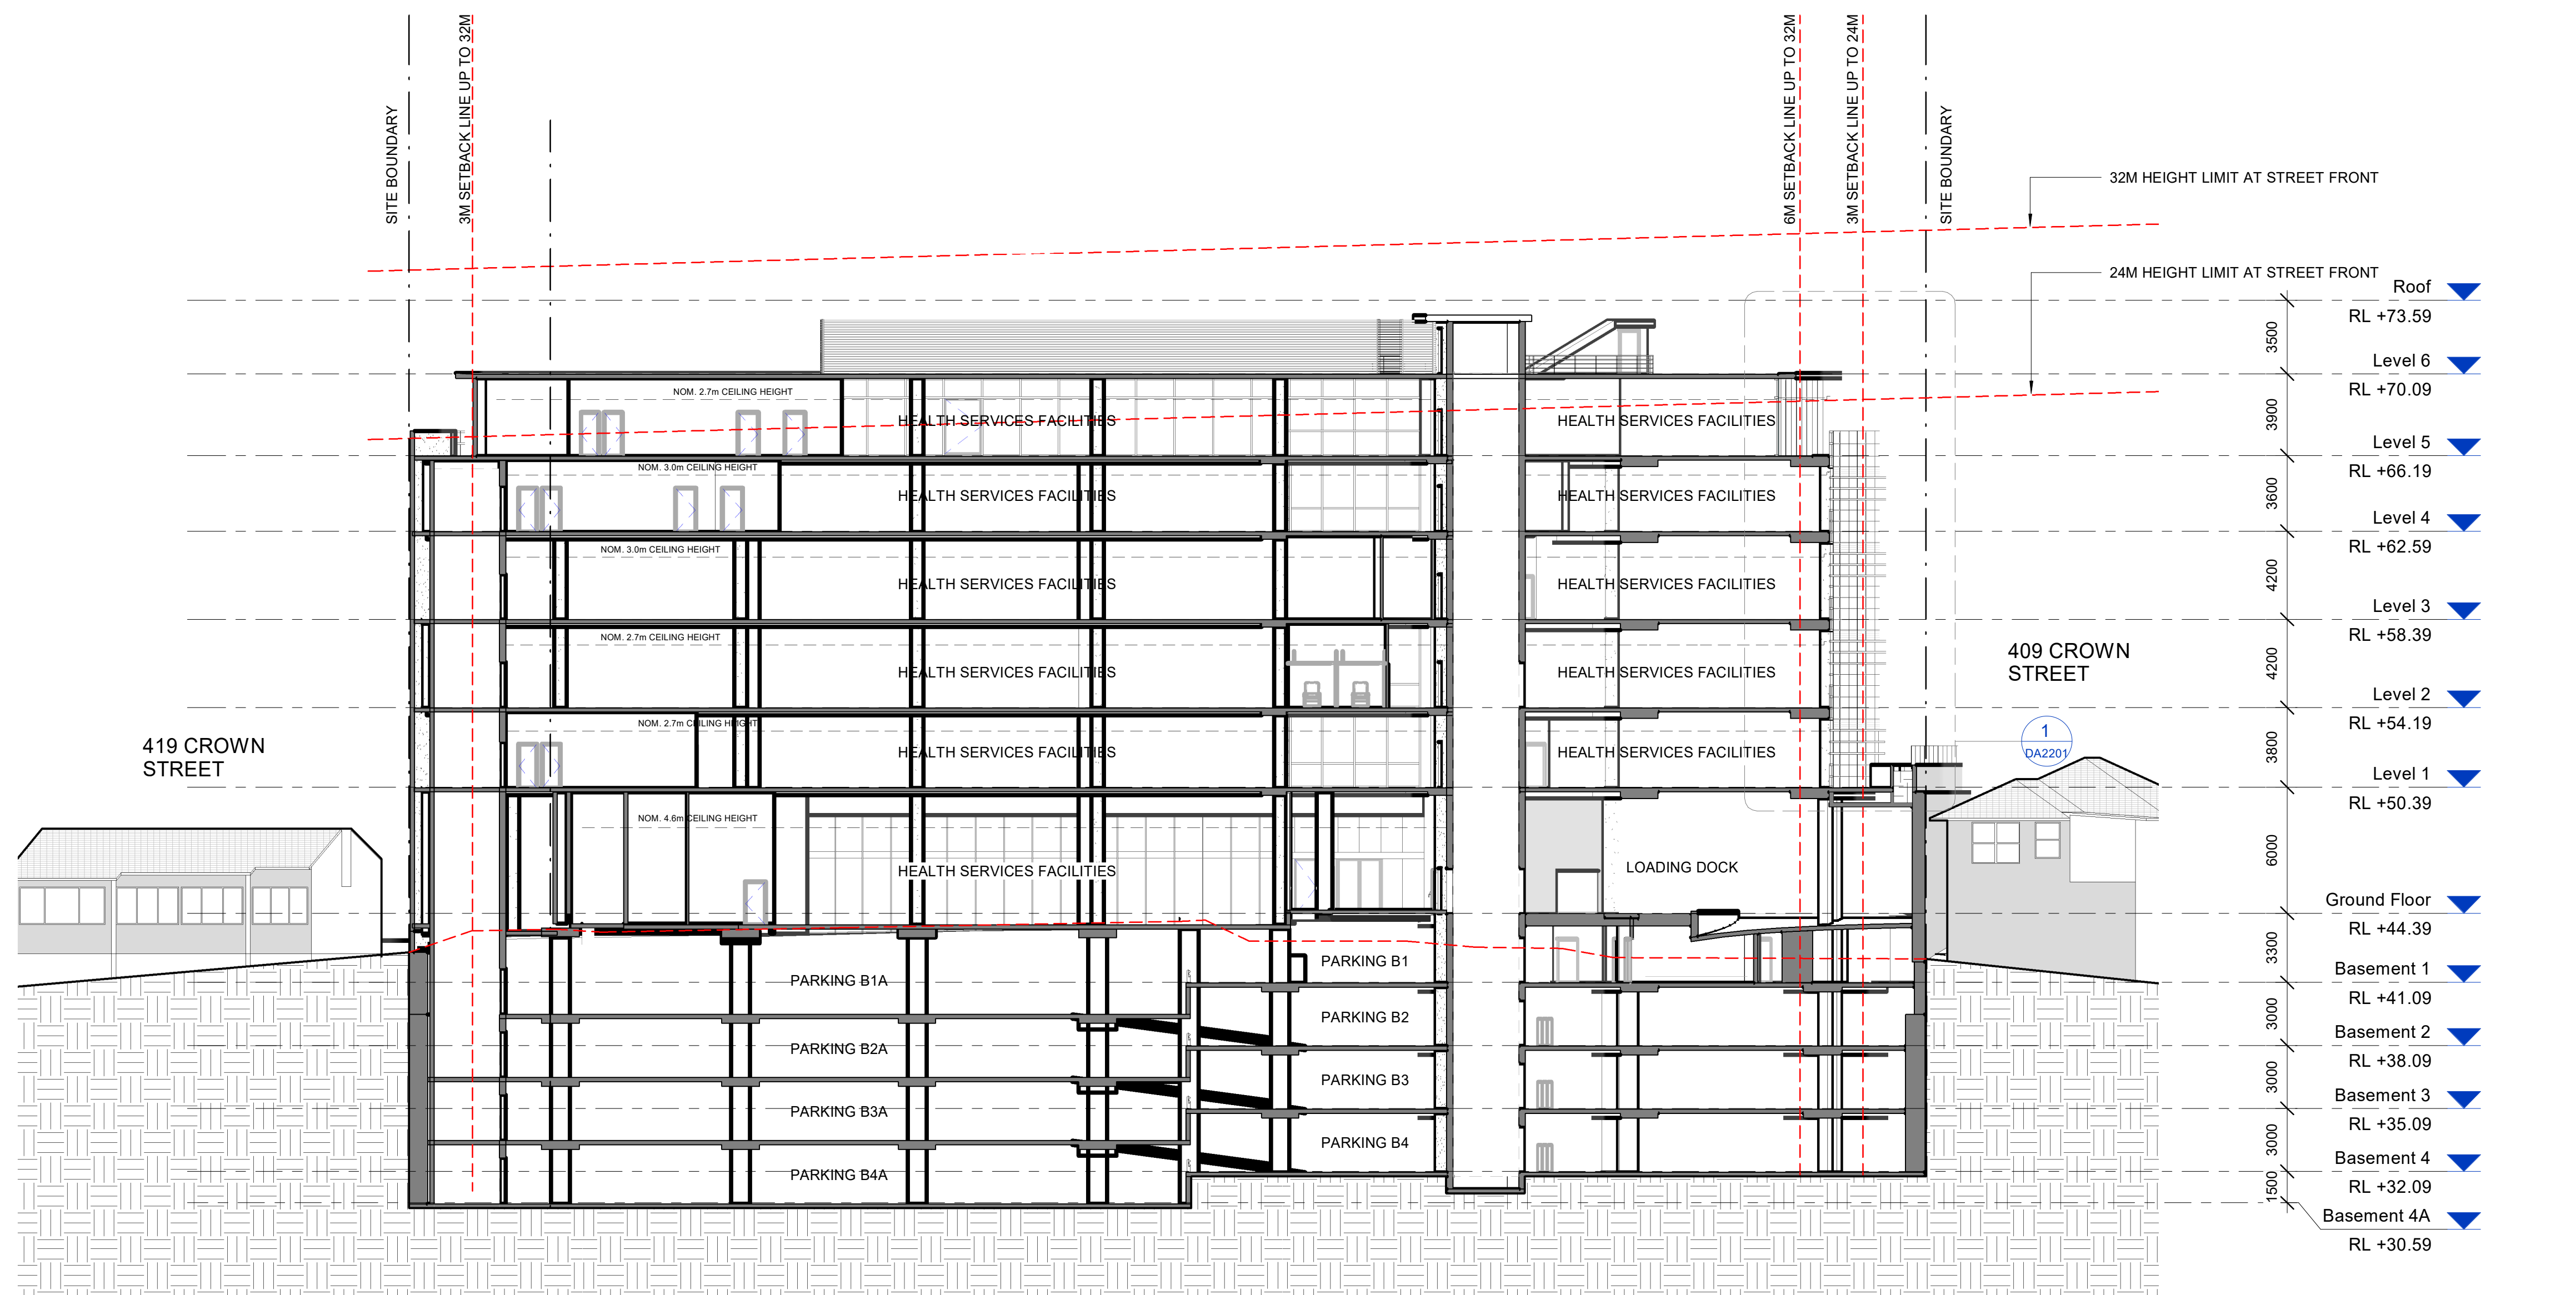 SITE BOUNDARY
3M SETBACK LINE UP TO 32M
6M SETBACK LINE UP TO 32M
3M SETBACK LINE UP TO 24M
SITE BOUNDARY
32M HEIGHT LIMIT AT STREET FRONT
24M HEIGHT LIMIT AT STREET FRONT
Roof
RL +73.59
3500
Level 6
RL +70.09
NOM. 2.7m CEILING HEIGHT
HEALTH SERVICES FACILITIES
HEALTH SERVICES FACILITIES
3900
Level 5
RL +66.19
NOM. 3.0m CEILING HEIGHT
HEALTH SERVICES FACILITIES
HEALTH SERVICES FACILITIES
3600
Level 4
RL +62.59
NOM. 3.0m CEILING HEIGHT
HEALTH SERVICES FACILITIES
HEALTH SERVICES FACILITIES
4200
Level 3
RL +58.39
NOM. 2.7m CEILING HEIGHT
HEALTH SERVICES FACILITIES
HEALTH SERVICES FACILITIES
409 CROWN
STREET
4200
Level 2
RL +54.19
NOM. 2.7m CEILING HEIGHT
HEALTH SERVICES FACILITIES
HEALTH SERVICES FACILITIES
1
DA2201
419 CROWN
STREET
3800
Level 1
RL +50.39
NOM. 4.6m CEILING HEIGHT
HEALTH SERVICES FACILITIES
LOADING DOCK
6000
Ground Floor
RL +44.39
PARKING B1A
PARKING B1
3300
Basement 1
RL +41.09
PARKING B2A
PARKING B2
3000
Basement 2
RL +38.09
PARKING B3A
PARKING B3
3000
Basement 3
RL +35.09
PARKING B4A
PARKING B4
3000
Basement 4
RL +32.09
1500
Basement 4A
RL +30.59